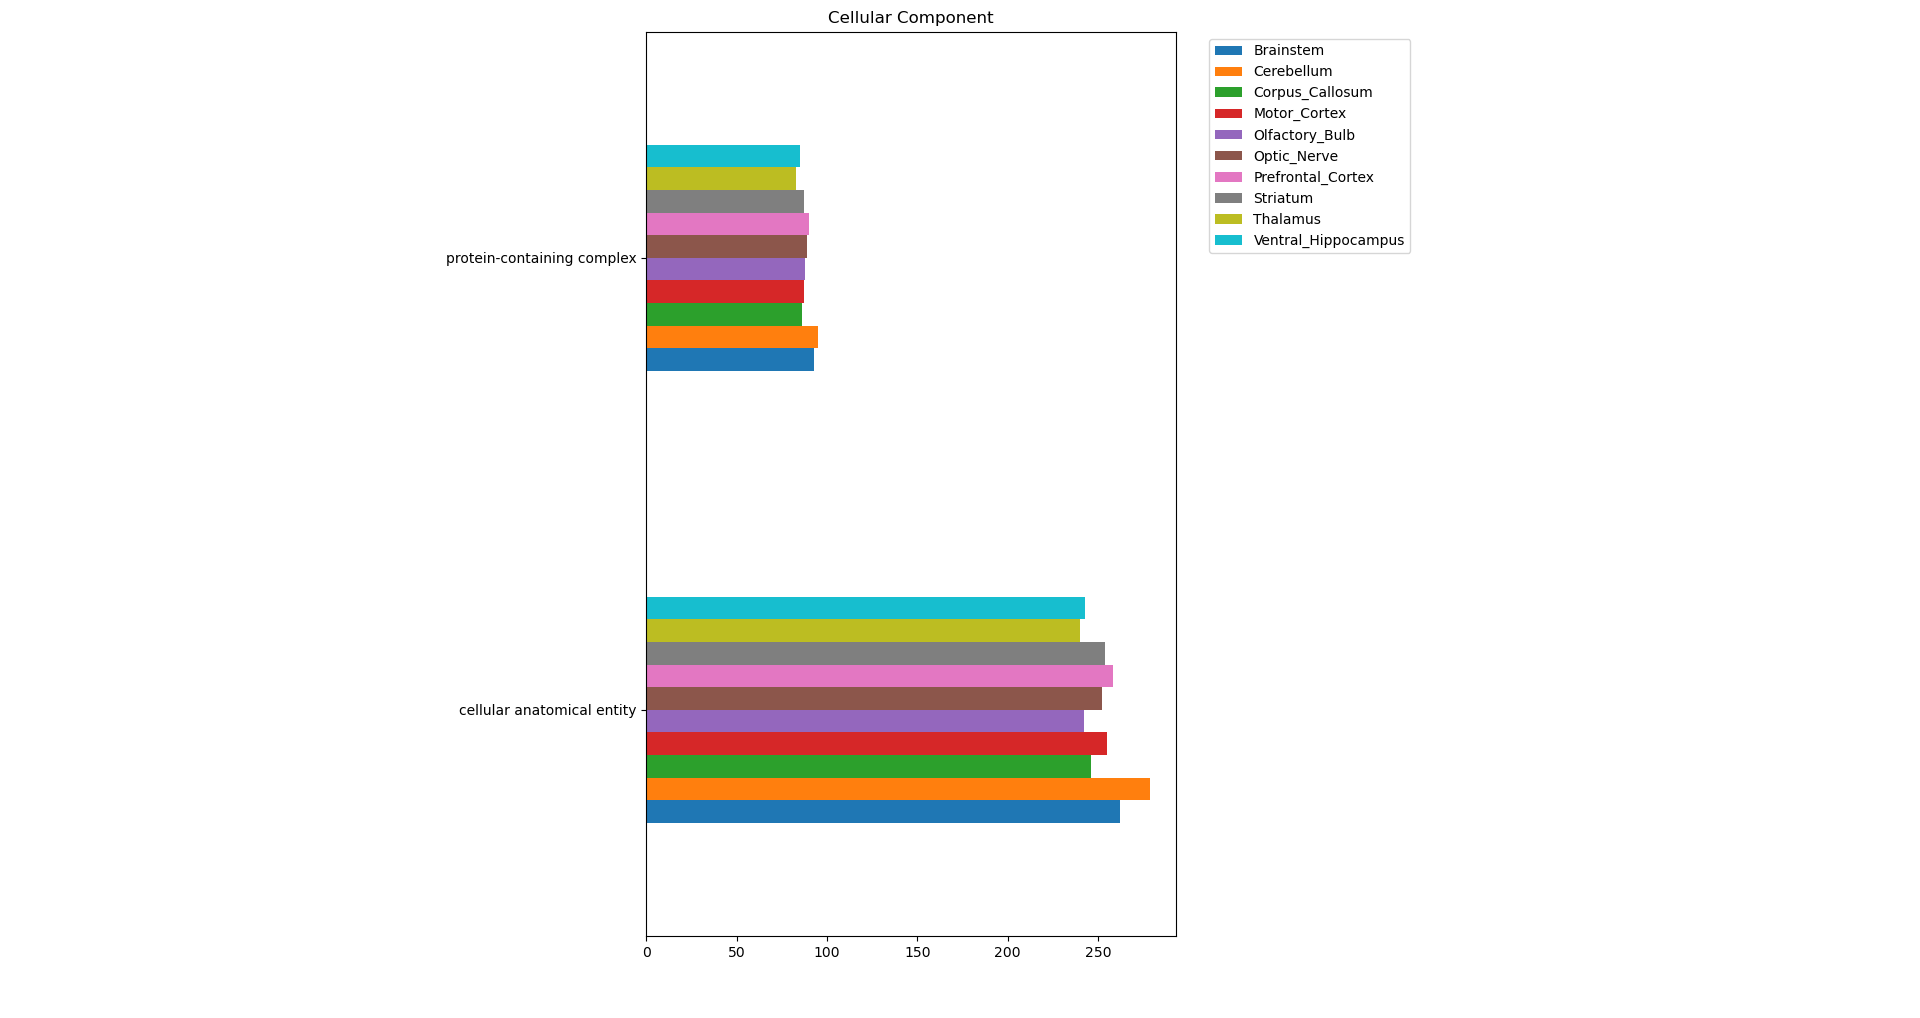 Cellular Component
Brainstem
Cerebellum
Corpus_Callosum
Motor_Cortex
Olfactory_Bulb
Optic_Nerve
Prefrontal_Cortex
Striatum
Thalamus
Ventral_Hippocampus
protein-containing complex
cellular anatomical entity
0 50 100 150 200 250